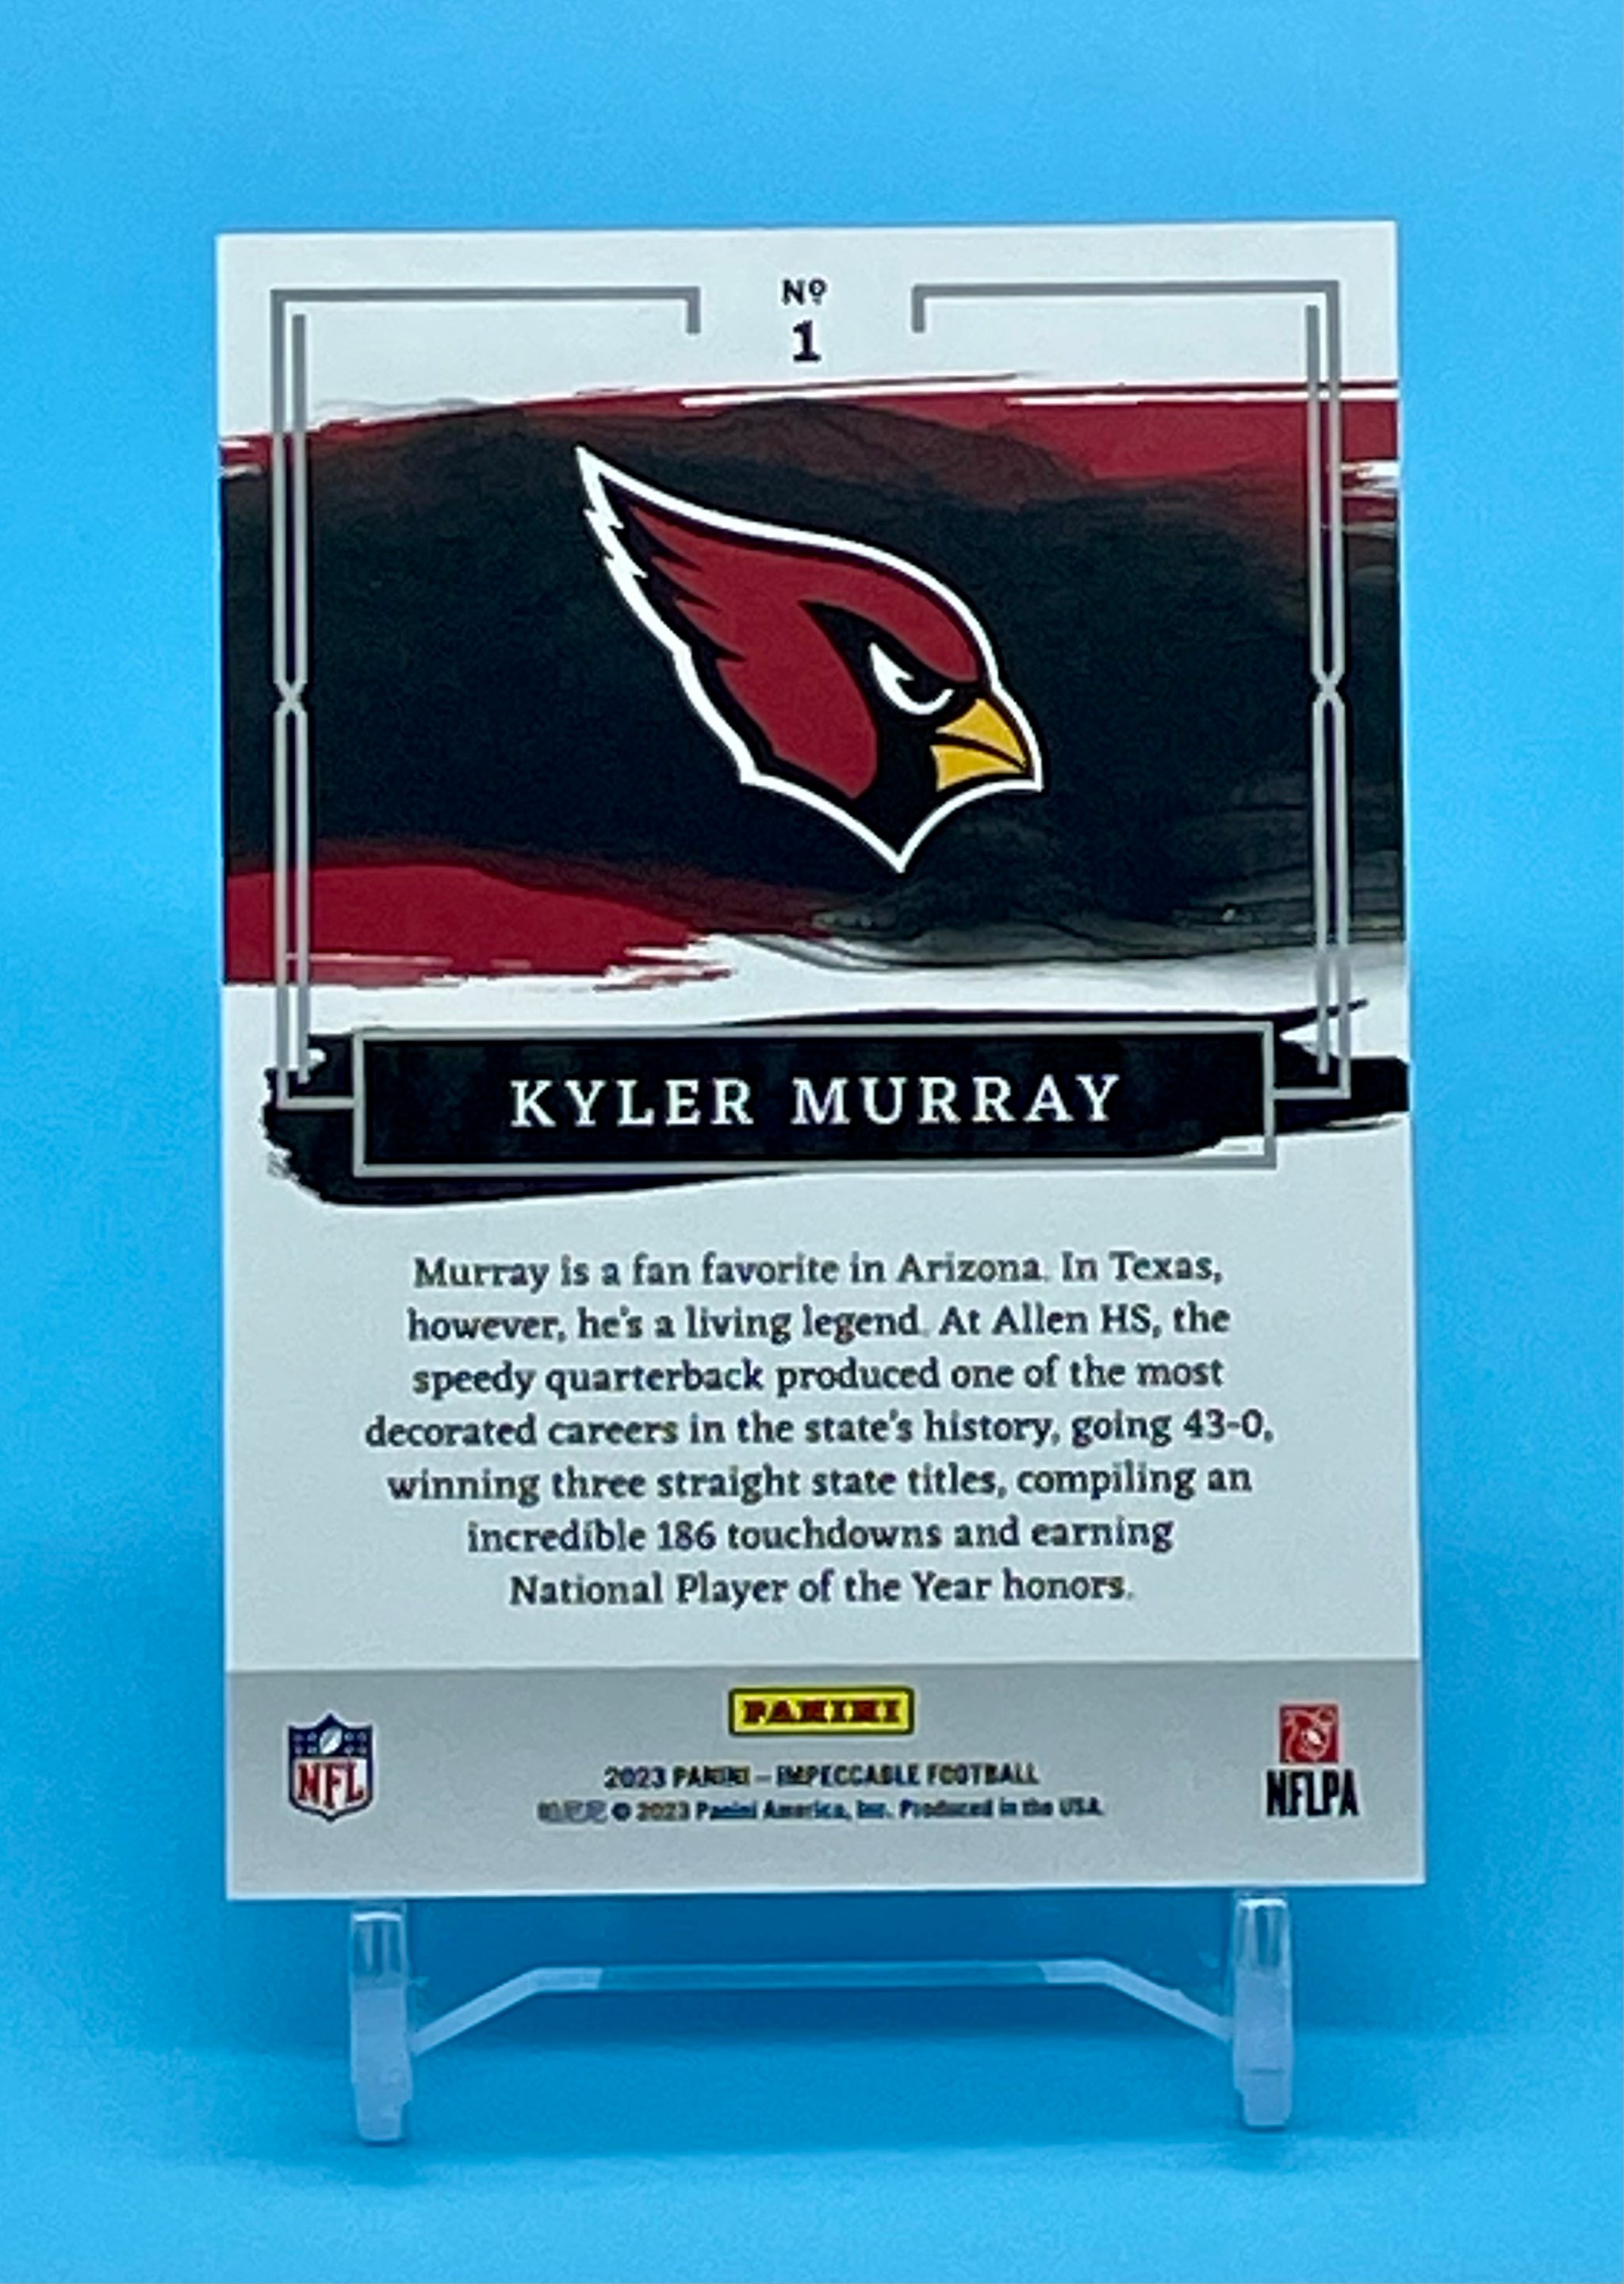 Nº
1
KYLER MURRAY
Murray is a fan favorite in Arizona. In Texas,
however, he's a living legend. At Allen HS, the
speedy quarterback produced one of the most
decorated careers in the state's history, going 43-0,
winning three straight state titles, compiling an
incredible 186 touchdowns and earning
National Player of the Year honors.
PANINI
NFL
2023 PANINI – IMPECCABLE FOOTBALL
© 2023 Panini America, Inc. Produced in the USA.
NFLPA